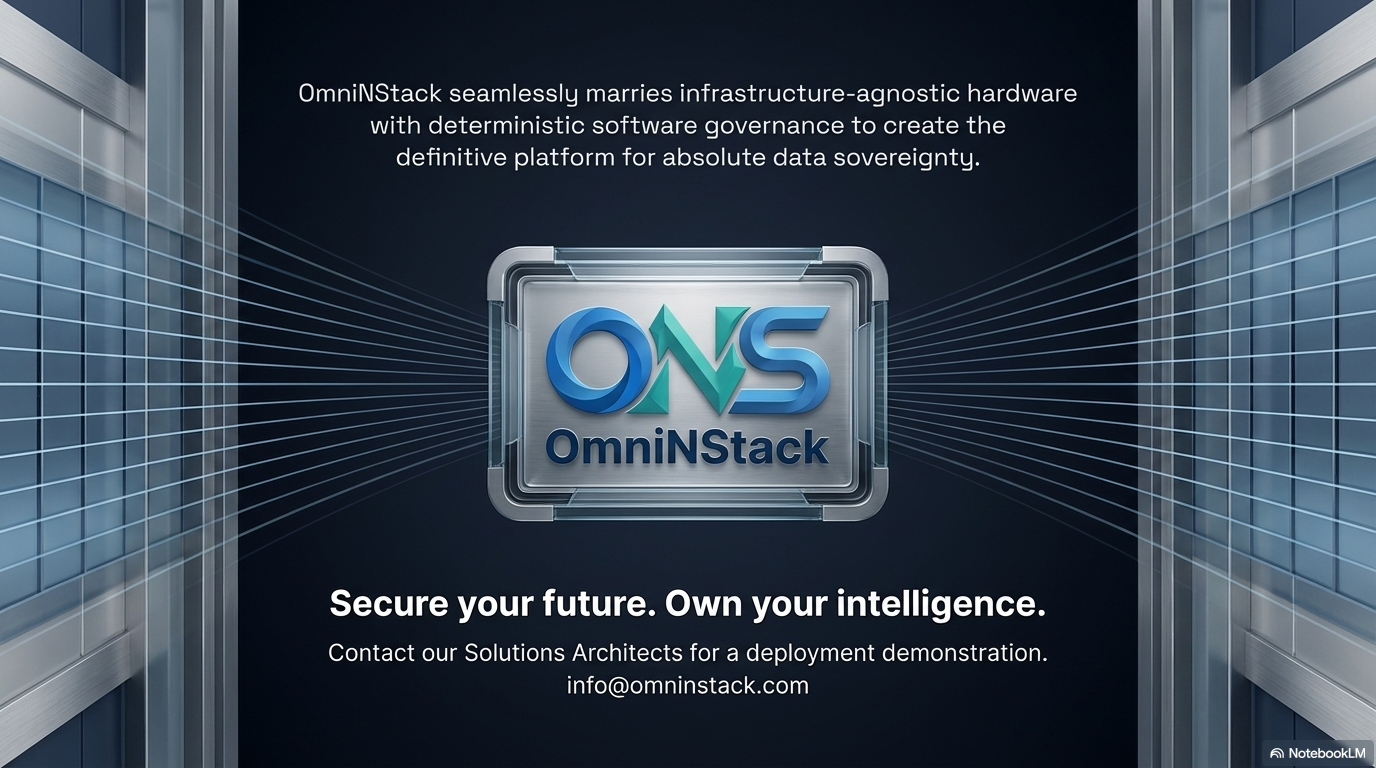 OmniNStack seamlessly marries infrastructure-agnostic hardware
with deterministic software governance to create the
definitive platform for absolute data sovereignty.
ONS
OmniNStack
Secure your future. Own your intelligence.
Contact our Solutions Architects for a deployment demonstration.
info@omninstack.com
NotebookLM